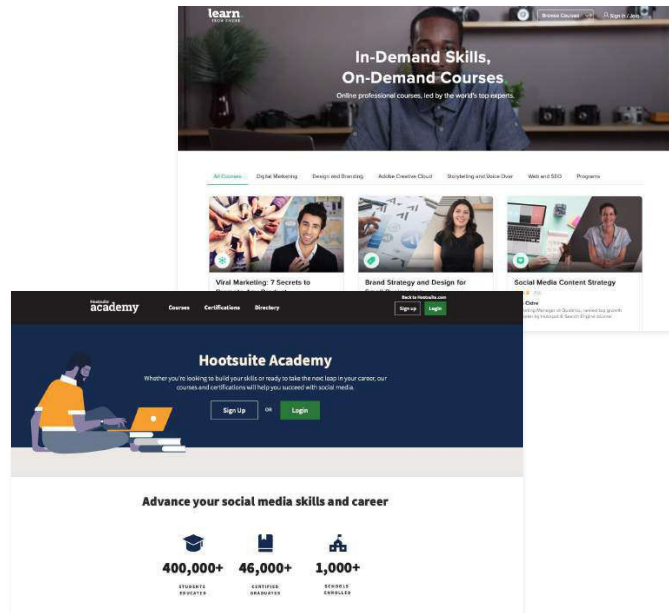 learn
Browse Courses
Sign In / Join
In-Demand Skills,
On-Demand Courses
Online professional courses, led by the world's top experts.
All Courses
Digital Marketing
Design and Branding
Adobe Creative Cloud
Storytelling and Voice Over
Web and SEO
Programs
Viral Marketing: 7 Secrets to
Brand Strategy and Design for
Social Media Content Strategy
Hootsuite
academy
Courses
Certifications
Directory
Back to Hootsuite.com
Sign up
Login
Hootsuite Academy
Whether you're looking to build your skills or ready to take the next leap in your career, our
courses and certifications will help you succeed with social media.
Sign Up
OR
Login
Advance your social media skills and career
400,000+
46,000+
1,000+
STUDENTS
EDUCATED
CERTIFIED
GRADUATES
SCHOOLS
ENROLLED